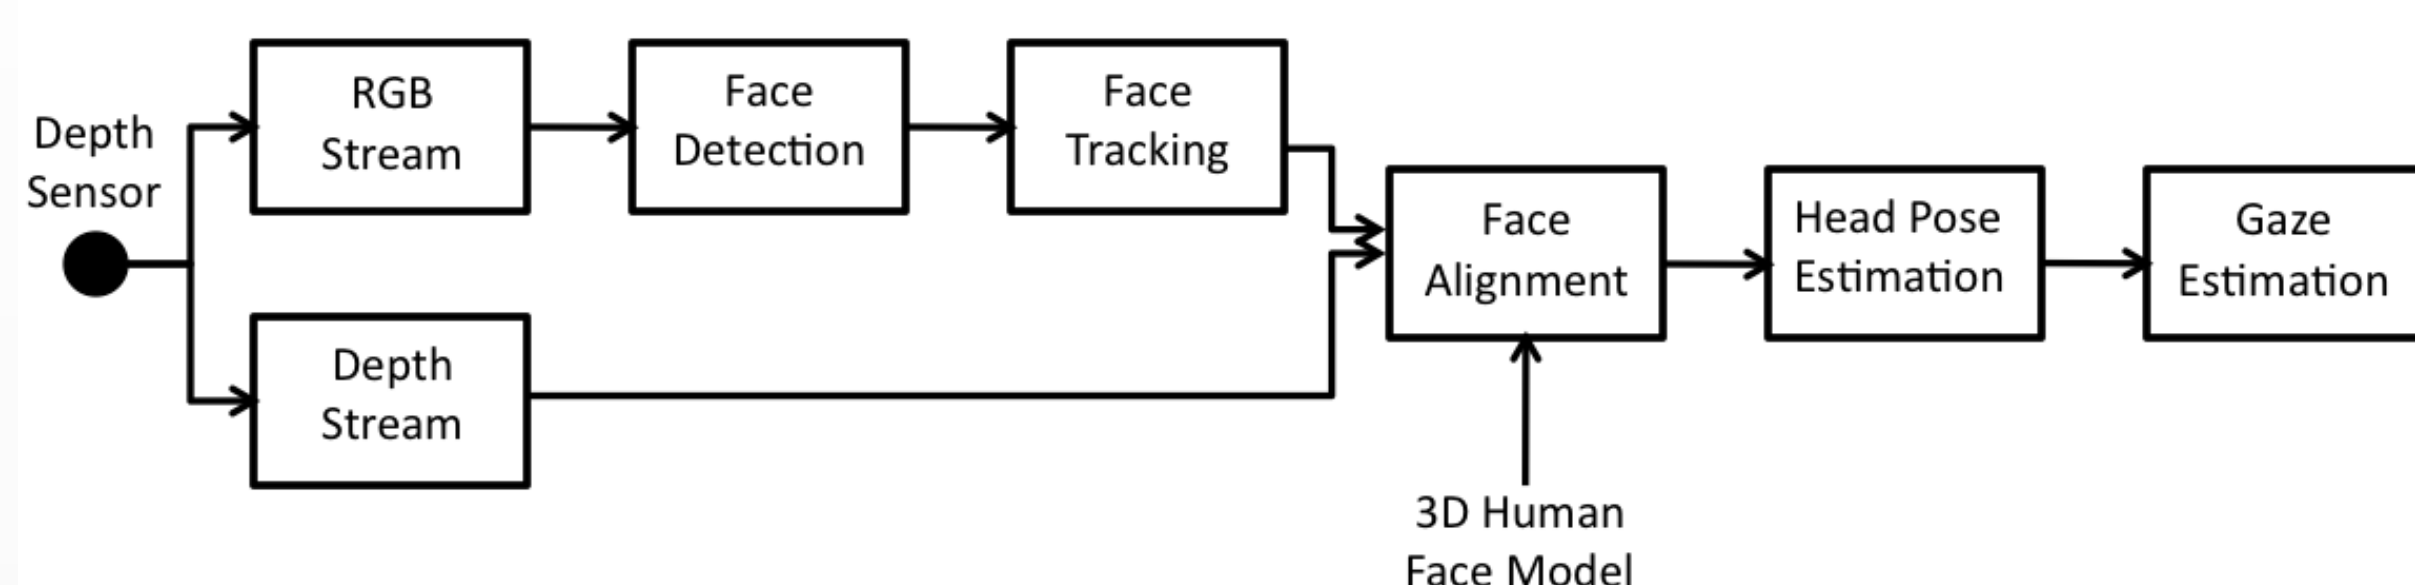 Depth
Sensor
RGB
Stream
Face
Detection
Face
Tracking
Depth
Stream
Face
Alignment
Head Pose
Estimation
Gaze
Estimation
3D Human
Face Model